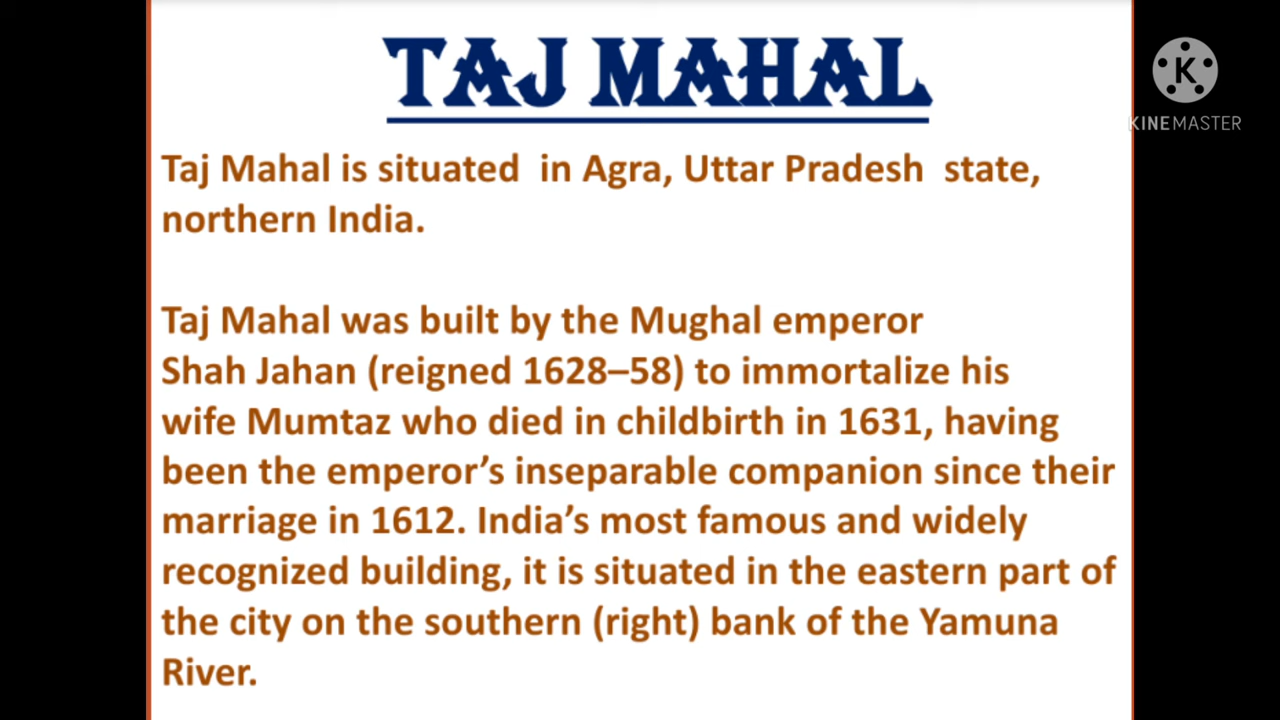 TAJ MAHAL
K
KINEMASTER
Taj Mahal is situated in Agra, Uttar Pradesh state,
northern India.
Taj Mahal was built by the Mughal emperor
Shah Jahan (reigned 1628–58) to immortalize his
wife Mumtaz who died in childbirth in 1631, having
been the emperor’s inseparable companion since their
marriage in 1612. India’s most famous and widely
recognized building, it is situated in the eastern part of
the city on the southern (right) bank of the Yamuna
River.